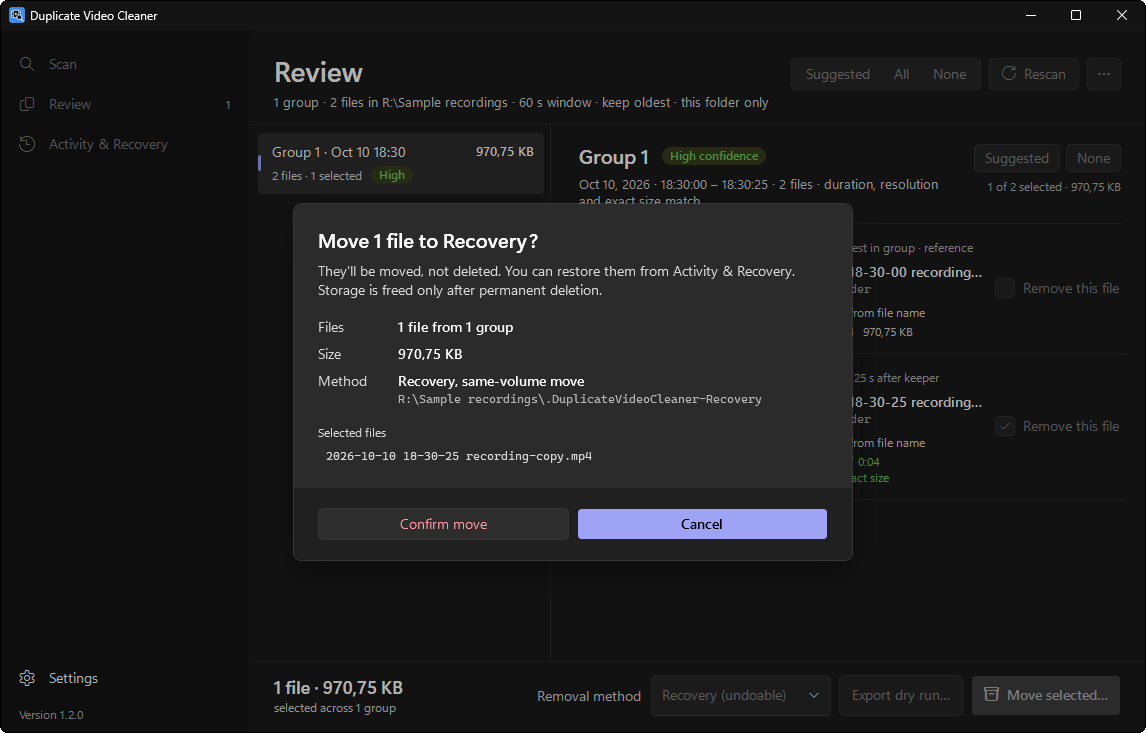 Duplicate Video Cleaner
Scan
Review 1
Activity & Recovery
Settings
Version 1.2.0
Review
1 group · 2 files in R:\Sample recordings · 60 s window · keep oldest · this folder only
Suggested All None Rescan ...
Group 1 · Oct 10 18:30 970,75 KB
2 files · 1 selected High
Group 1 High confidence
Suggested None
Oct 10, 2026 · 18:30:00 – 18:30:25 · 2 files · duration, resolution
and exact size match
1 of 2 selected · 970,75 KB
Move 1 file to Recovery?
They'll be moved, not deleted. You can restore them from Activity & Recovery.
Storage is freed only after permanent deletion.
Files 1 file from 1 group
Size 970,75 KB
Method Recovery, same-volume move
R:\Sample recordings\.DuplicateVideoCleaner-Recovery
Selected files
2026-10-10 18-30-25 recording-copy.mp4
Confirm move Cancel
in group · reference
18-30-00 recording...
Remove this file
from file name
970,75 KB
25 s after keeper
18-30-25 recording...
Remove this file
from file name
0:04
size
1 file · 970,75 KB
selected across 1 group
Removal method Recovery (undoable) Export dry run... Move selected...